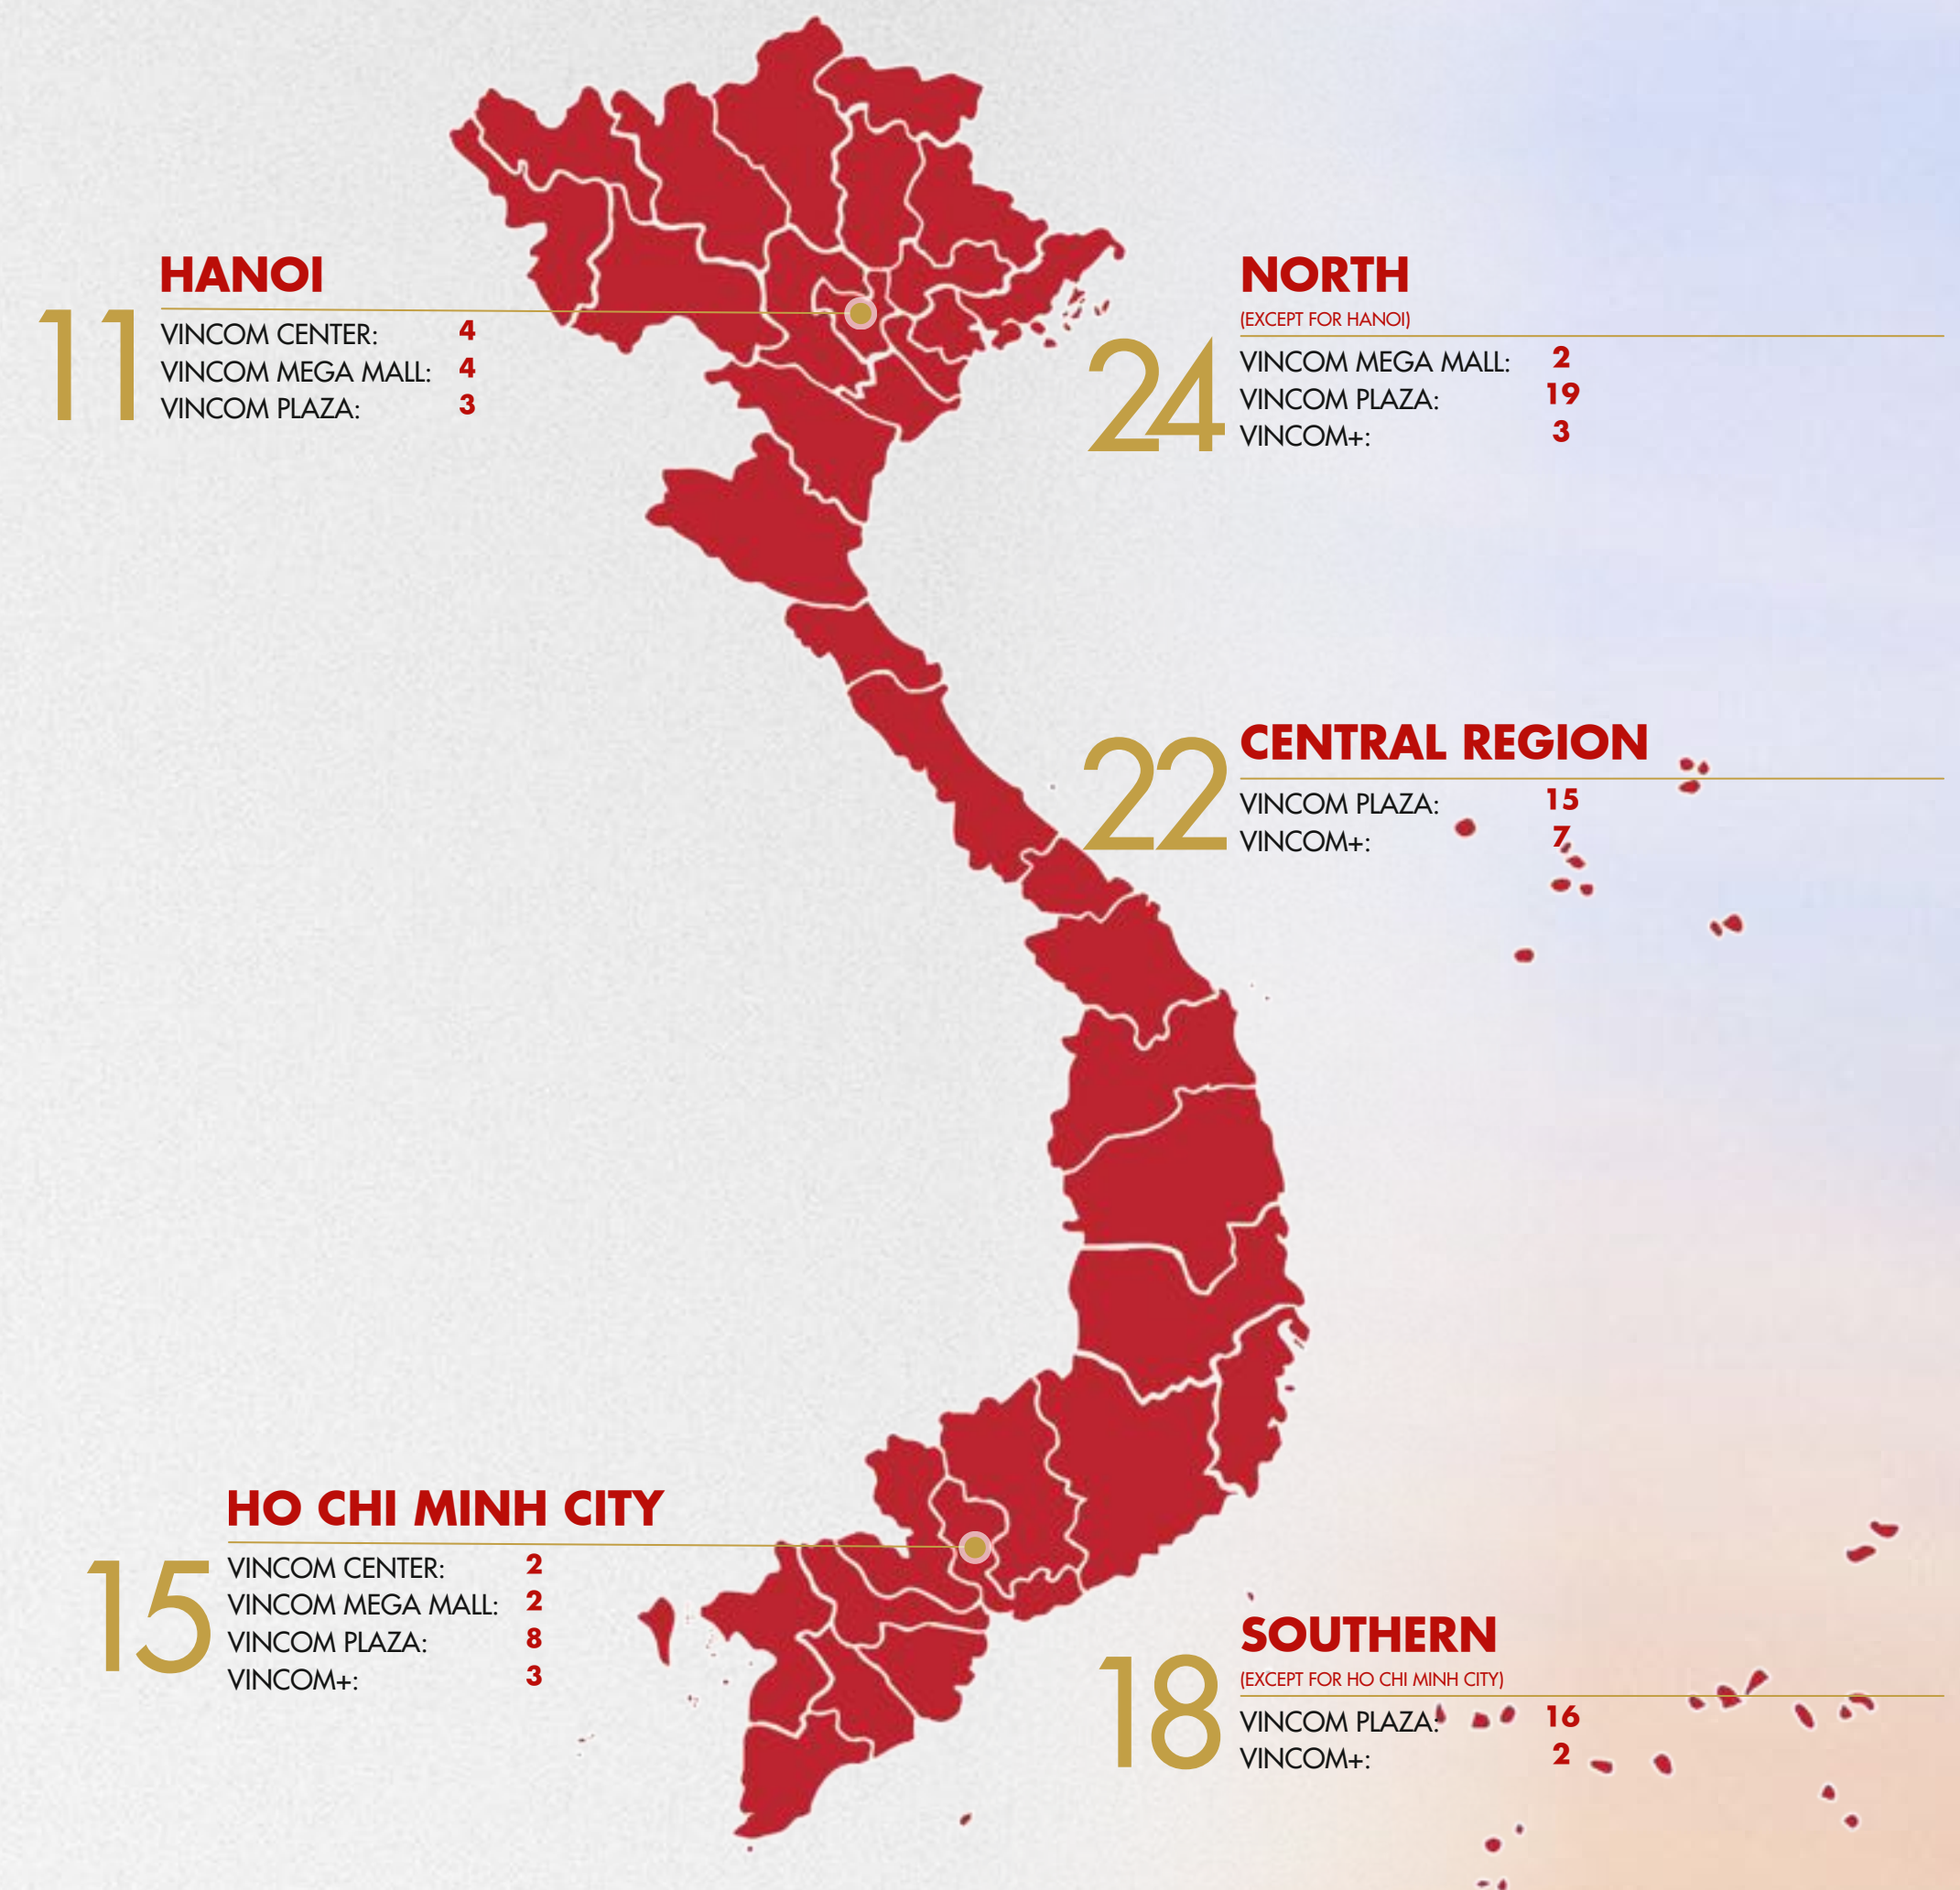 HANOI
11
VINCOM CENTER: 4
VINCOM MEGA MALL: 4
VINCOM PLAZA: 3
NORTH
(EXCEPT FOR HANOI)
24
VINCOM MEGA MALL: 2
VINCOM PLAZA: 19
VINCOM+: 3
CENTRAL REGION
22
VINCOM PLAZA: 15
VINCOM+: 7
HO CHI MINH CITY
15
VINCOM CENTER: 2
VINCOM MEGA MALL: 2
VINCOM PLAZA: 8
VINCOM+: 3
SOUTHERN
(EXCEPT FOR HO CHI MINH CITY)
18
VINCOM PLAZA: 16
VINCOM+: 2